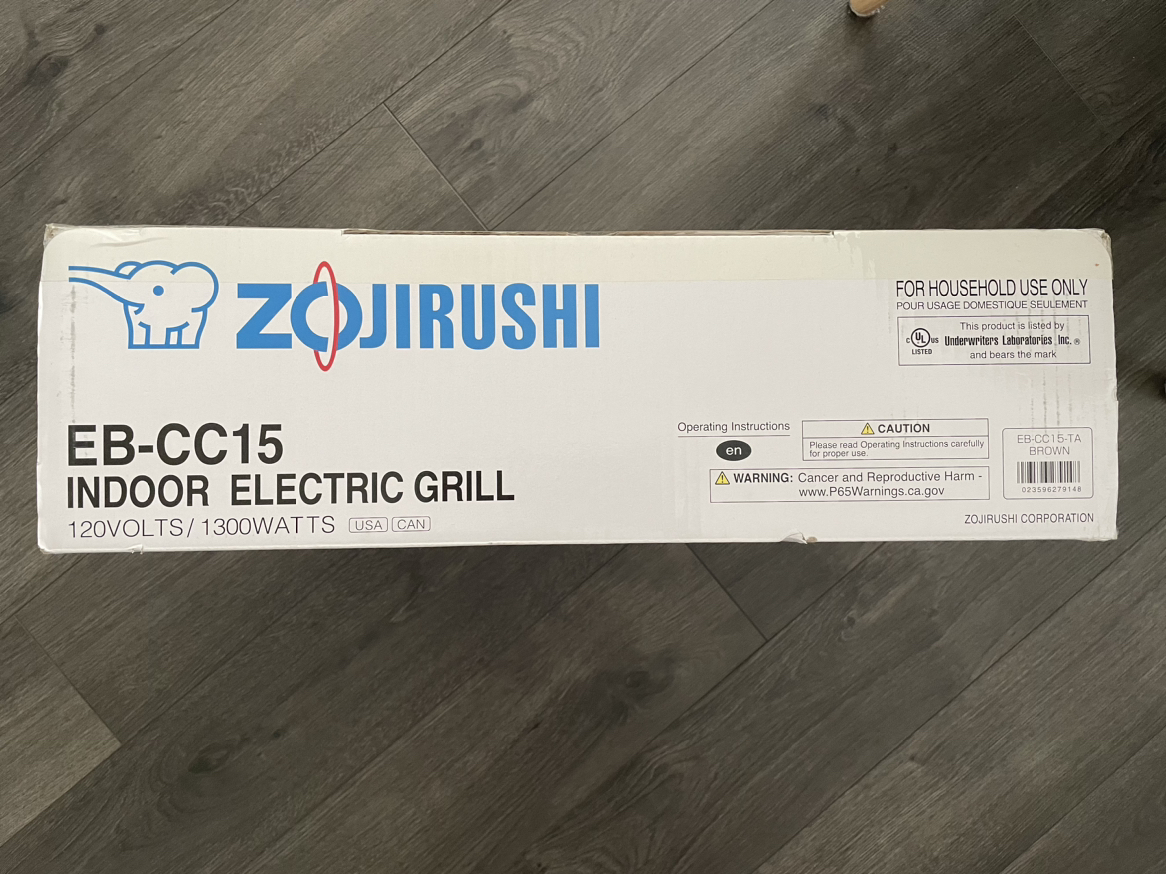 ZOJIRUSHI
FOR HOUSEHOLD USE ONLY
POUR USAGE DOMESTIQUE SEULEMENT
C UL US
LISTED
This product is listed by
Underwriters Laboratories Inc.®
and bears the mark
EB-CC15
INDOOR ELECTRIC GRILL
120VOLTS/1300WATTS USA CAN
Operating Instructions
en
CAUTION
Please read Operating Instructions carefully
for proper use.
WARNING: Cancer and Reproductive Harm -
www.P65Warnings.ca.gov
EB-CC15-TA
BROWN
023596279148
ZOJIRUSHI CORPORATION